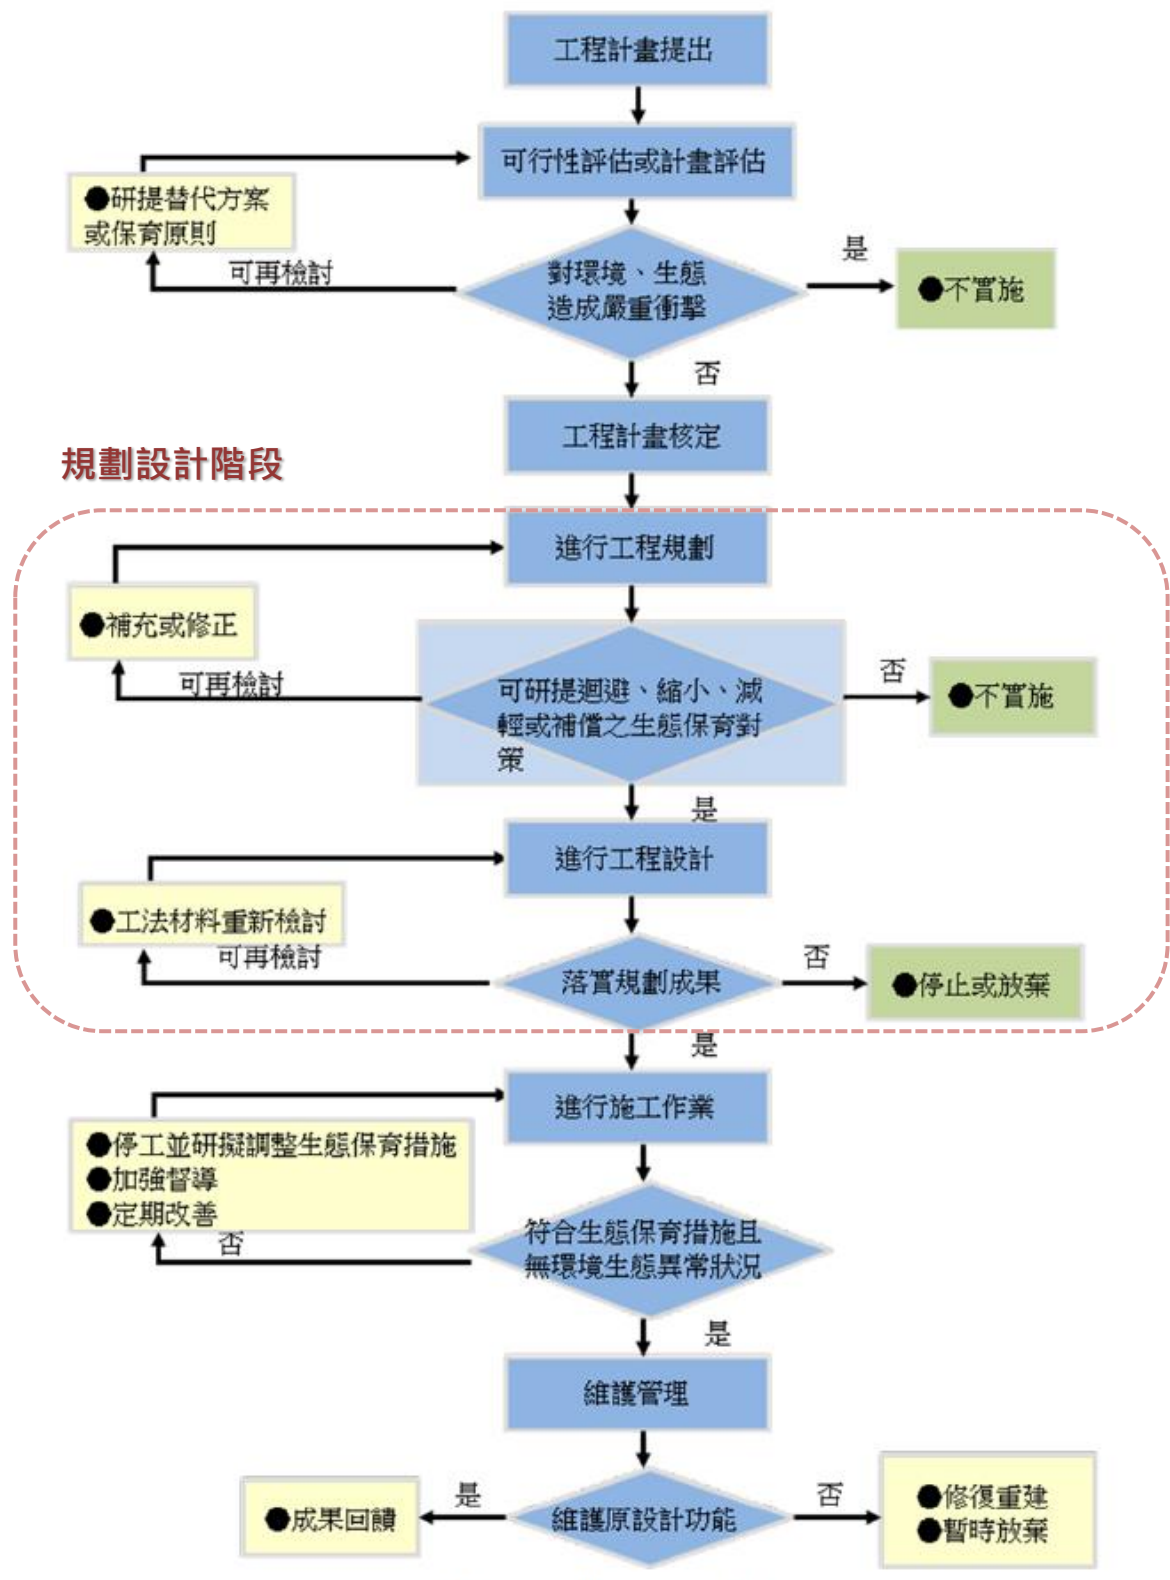 工程計畫提出
可行性評估或計畫評估
●研提替代方案
或保育原則
可再檢討
對環境、生態
造成嚴重衝擊
是
●不實施
否
工程計畫核定
規劃設計階段
進行工程規劃
●補充或修正
可再檢討
可研提迴避、縮小、減
輕或補償之生態保育對
策
否
●不實施
是
進行工程設計
●工法材料重新檢討
可再檢討
落實規劃成果
否
●停止或放棄
是
進行施工作業
●停工並研擬調整生態保育措施
●加強督導
●定期改善
否
符合生態保育措施且
無環境生態異常狀況
是
維護管理
●成果回饋
是
維護原設計功能
否
●修復重建
●暫時放棄